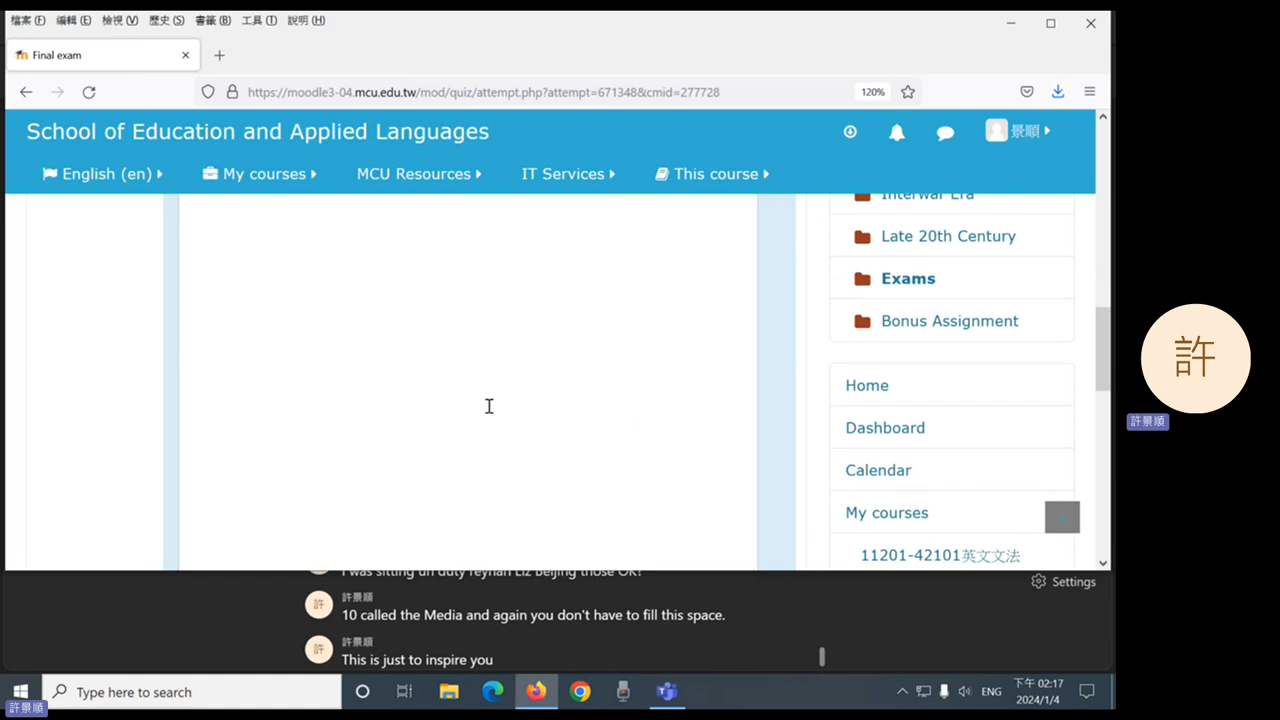 檔案(F) 編輯(E) 檢視(V) 歷史(S) 書籤(B) 工具(T) 說明(H)
Final exam
https://moodle3-04.mcu.edu.tw/mod/quiz/attempt.php?attempt=671348&cmid=277728
120%
School of Education and Applied Languages
景順
English (en)
My courses
MCU Resources
IT Services
This course
Interwar Era
Late 20th Century
Exams
Bonus Assignment
Home
Dashboard
Calendar
My courses
11201-42101英文文法
許
許景順
Settings
許
許景順
10 called the Media and again you don't have to fill this space.
許
許景順
This is just to inspire you
Type here to search
ENG
下午 02:17
2024/1/4
許景順